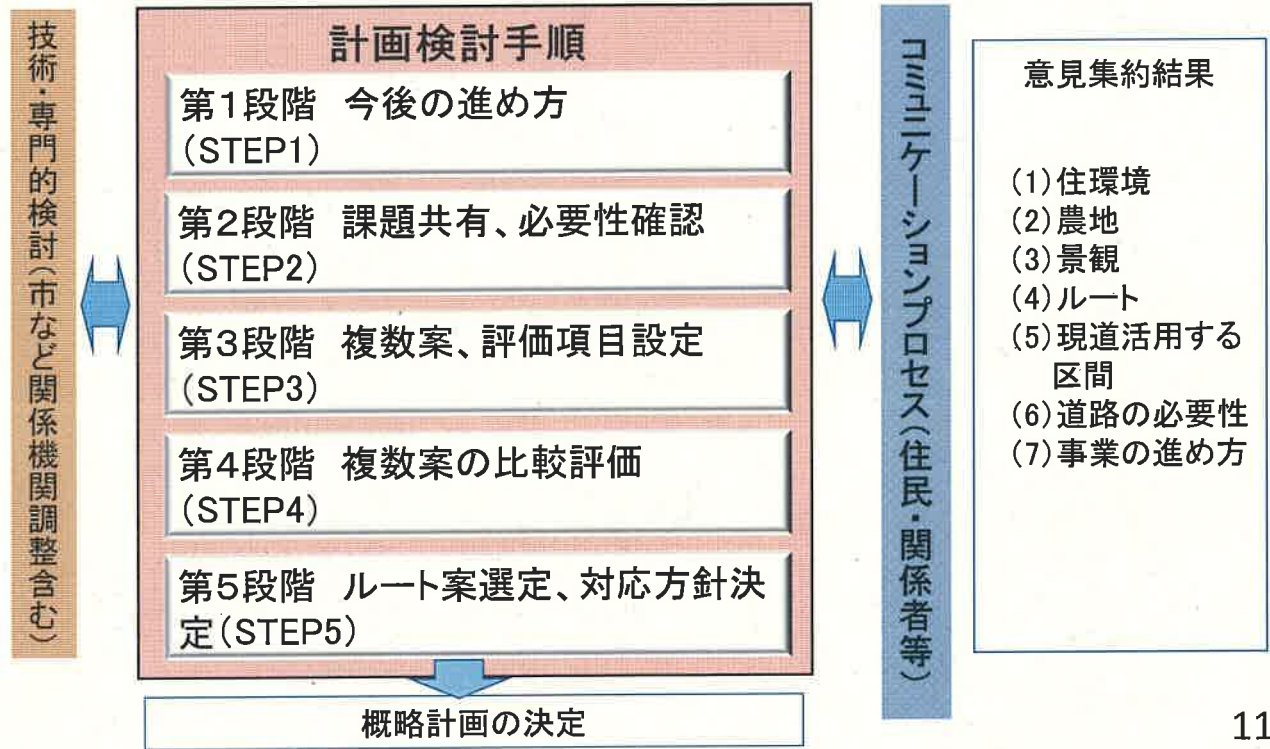 技術・専門的検討（市など関係機関調整含む）
計画検討手順
第1段階 今後の進め方
（STEP1）
第2段階 課題共有、必要性確認
（STEP2）
第3段階 複数案、評価項目設定
（STEP3）
第4段階 複数案の比較評価
（STEP4）
第5段階 ルート案選定、対応方針決
定（STEP5）
概略計画の決定
コミュニケーションプロセス（住民・関係者等）
意見集約結果
(1)住環境
(2)農地
(3)景観
(4)ルート
(5)現道活用する
区間
(6)道路の必要性
(7)事業の進め方
11